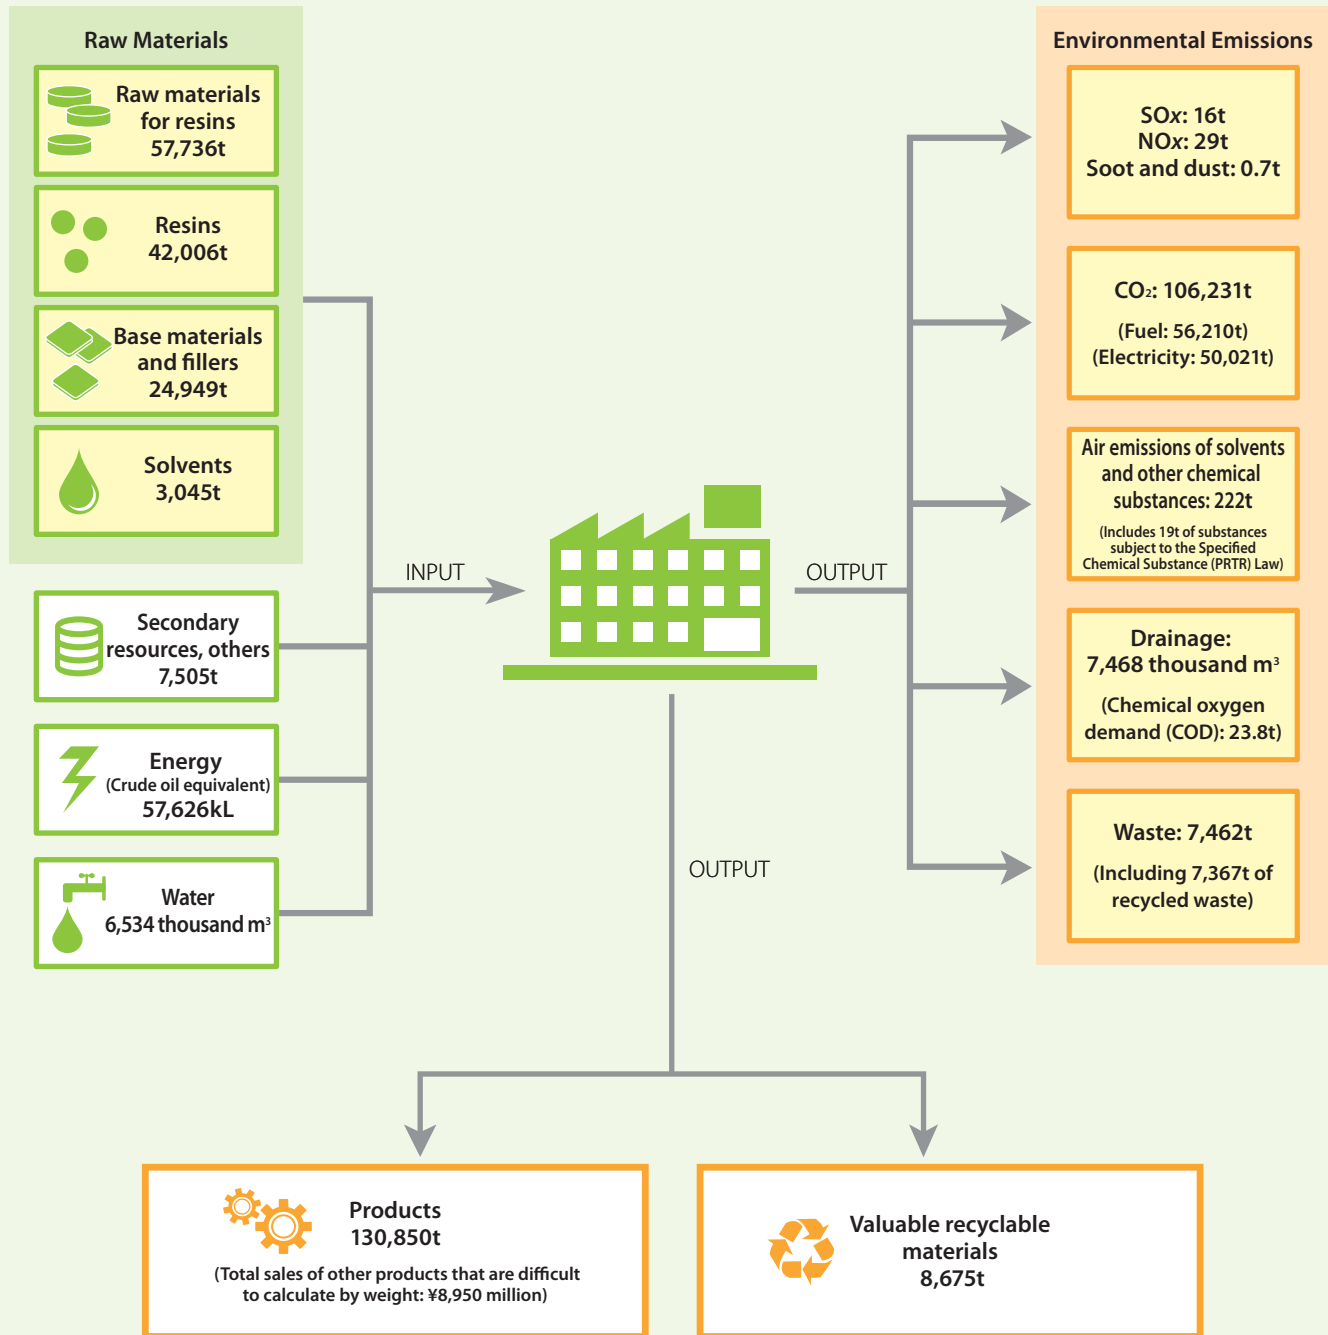 Raw Materials
Raw materials
for resins
57,736t
Resins
42,006t
Base materials
and fillers
24,949t
Solvents
3,045t
Secondary
resources, others
7,505t
Energy
(Crude oil equivalent)
57,626kL
Water
6,534 thousand m³
INPUT
OUTPUT
OUTPUT
Environmental Emissions
SOx: 16t
NOx: 29t
Soot and dust: 0.7t
CO₂: 106,231t
(Fuel: 56,210t)
(Electricity: 50,021t)
Air emissions of solvents
and other chemical
substances: 222t
(Includes 19t of substances
subject to the Specified
Chemical Substance (PRTR) Law)
Drainage:
7,468 thousand m³
(Chemical oxygen
demand (COD): 23.8t)
Waste: 7,462t
(Including 7,367t of
recycled waste)
Products
130,850t
(Total sales of other products that are difficult
to calculate by weight: ¥8,950 million)
Valuable recyclable
materials
8,675t